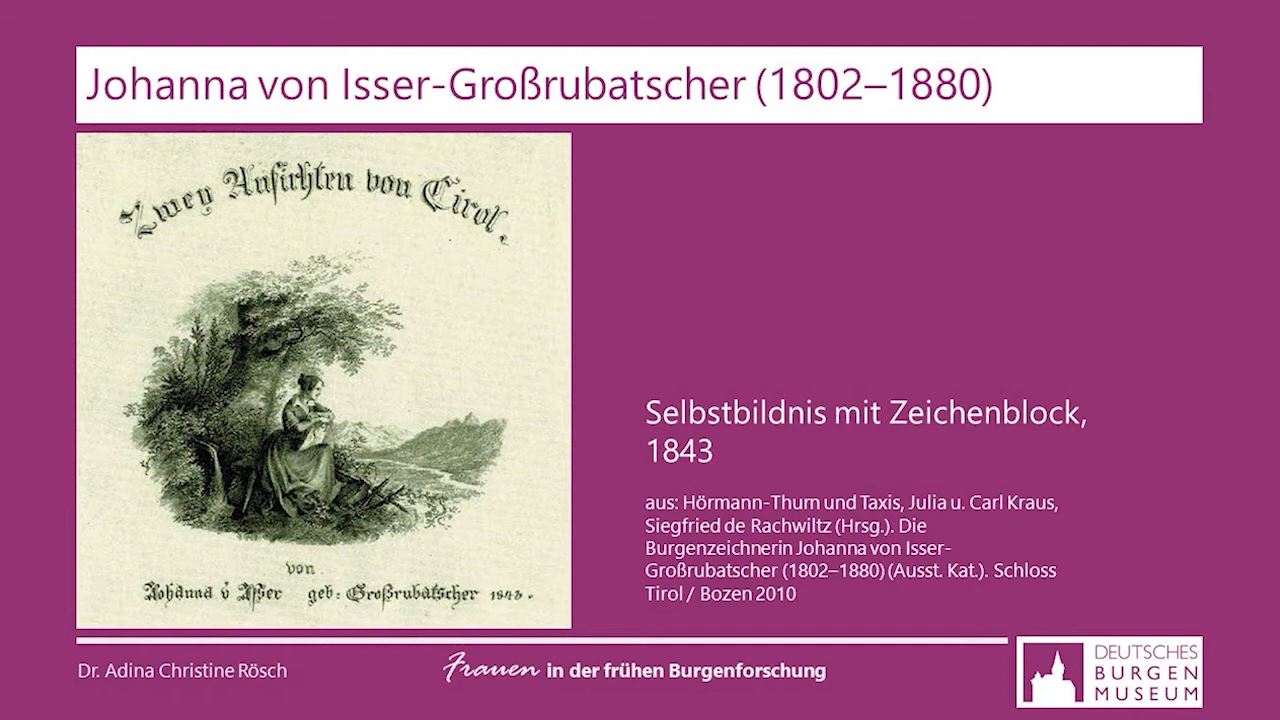 Johanna von Isser-Großrubatscher (1802–1880)
Zwey Ansichten von Tirol.
von
Johanna v Isser geb: Großrubatscher 1843.
Selbstbildnis mit Zeichenblock,
1843
aus: Hörmann-Thurn und Taxis, Julia u. Carl Kraus,
Siegfried de Rachwiltz (Hrsg.). Die
Burgenzeichnerin Johanna von Isser-
Großrubatscher (1802–1880) (Ausst. Kat.). Schloss
Tirol / Bozen 2010
Dr. Adina Christine Rösch
Frauen in der frühen Burgenforschung
DEUTSCHES
BURGEN
MUSEUM